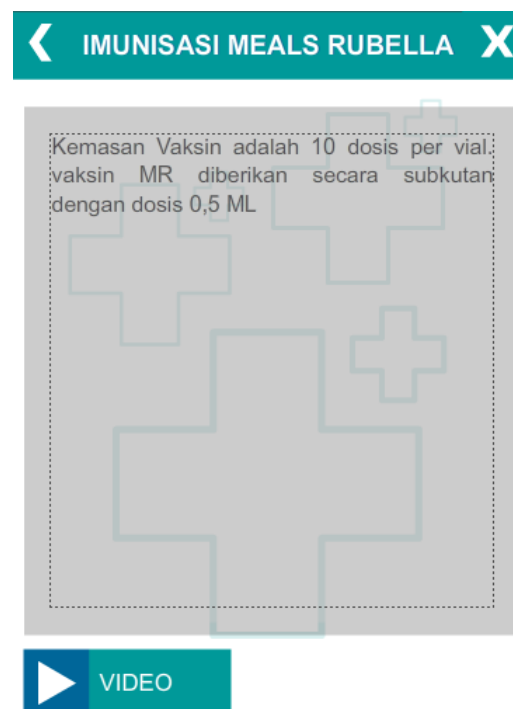 IMUNISASI MEALS RUBELLA X
Kemasan Vaksin adalah 10 dosis per vial.
vaksin MR diberikan secara subkutan
dengan dosis 0,5 ML
VIDEO